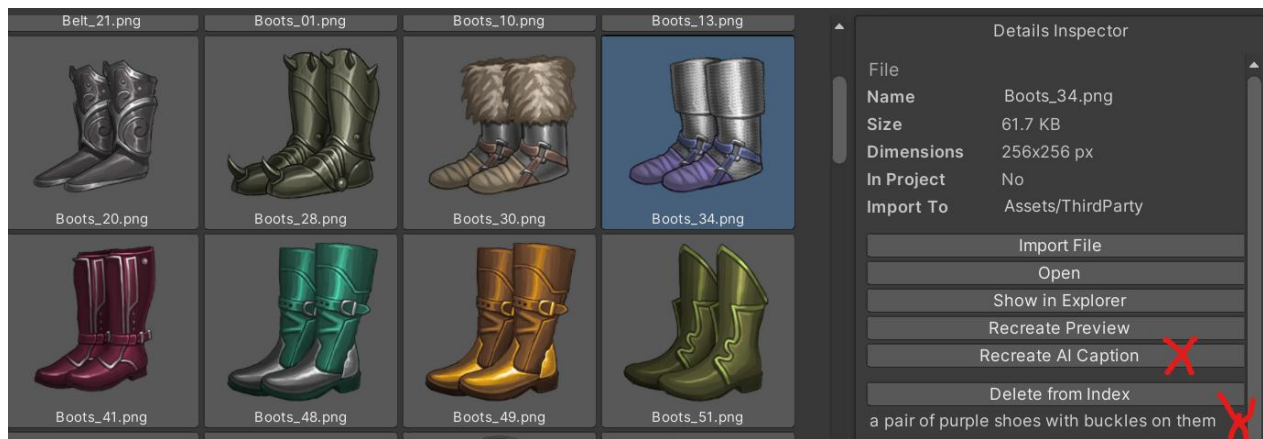 Belt_21.png
Boots_01.png
Boots_10.png
Boots_13.png
Boots_20.png
Boots_28.png
Boots_30.png
Boots_34.png
Boots_41.png
Boots_48.png
Boots_49.png
Boots_51.png
Details Inspector
File
Name Boots_34.png
Size 61.7 KB
Dimensions 256x256 px
In Project No
Import To Assets/ThirdParty
Import File
Open
Show in Explorer
Recreate Preview
Recreate AI Caption
Delete from Index
a pair of purple shoes with buckles on them